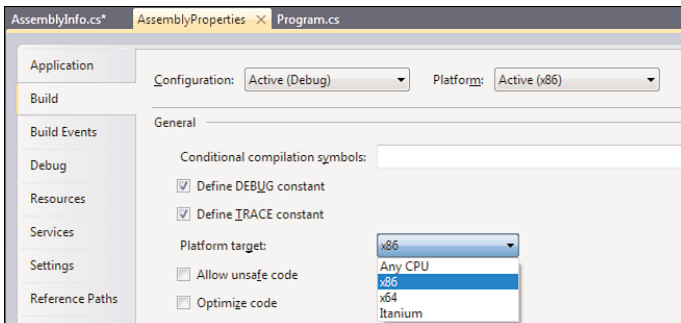 AssemblyInfo.cs* AssemblyProperties Program.cs
Application
Build
Build Events
Debug
Resources
Services
Settings
Reference Paths
Configuration: Active (Debug) Platform: Active (x86)
General
Conditional compilation symbols:
Define DEBUG constant
Define TRACE constant
Platform target: x86
Any CPU
x86
x64
Itanium
Allow unsafe code
Optimize code